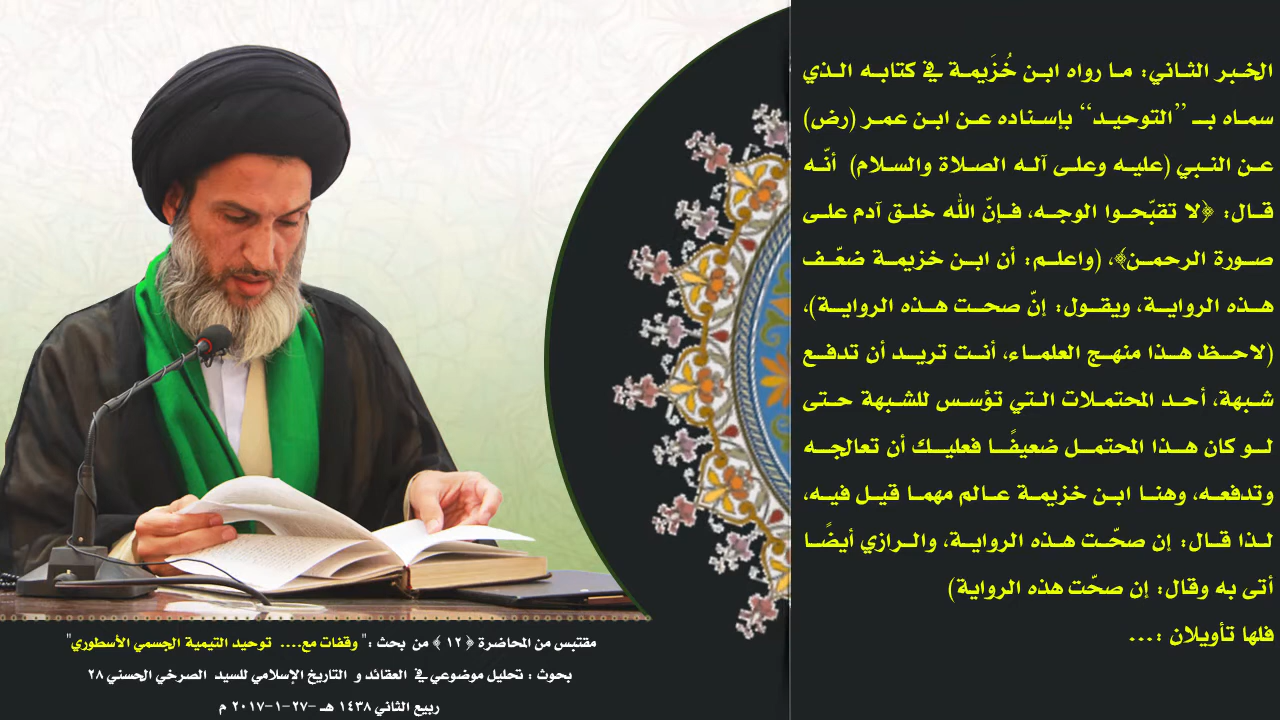 الخبر الثاني: ما رواه ابن خُزَيمة في كتابه الذي
سماه بـ ’’التوحيد‘‘ بإسناده عن ابن عمر (رض)
عن النبي (عليه وعلى آله الصلاة والسلام) أنّه
قال: ﴿لا تقبّحوا الوجه، فإنّ الله خلق آدم على
صورة الرحمن﴾، (واعلم: أن ابن خزيمة ضعّف
هذه الرواية، ويقول: إنّ صحت هذه الرواية)،
(لاحظ هذا منهج العلماء، أنت تريد أن تدفع
شبهة، أحد المحتملات التي تؤسس للشبهة حتى
لو كان هذا المحتمل ضعيفًا فعليك أن تعالجه
وتدفعه، وهنا ابن خزيمة عالم مهما قيل فيه،
لذا قال: إن صحّت هذه الرواية، والرازي أيضًا
أتى به وقال: إن صحّت هذه الرواية)
فلها تأويلان :...
مقتبس من المحاضرة ﴿ ١٢ ﴾ من بحث :" وقفات مع.... توحيد التيمية الجسمي الأسطوري"
بحوث : تحليل موضوعي في العقائد و التاريخ الإسلامي للسيد الصرخي الحسني ٢٨
ربيع الثاني ١٤٣٨ هـ -٢٧-١-٢٠١٧ م